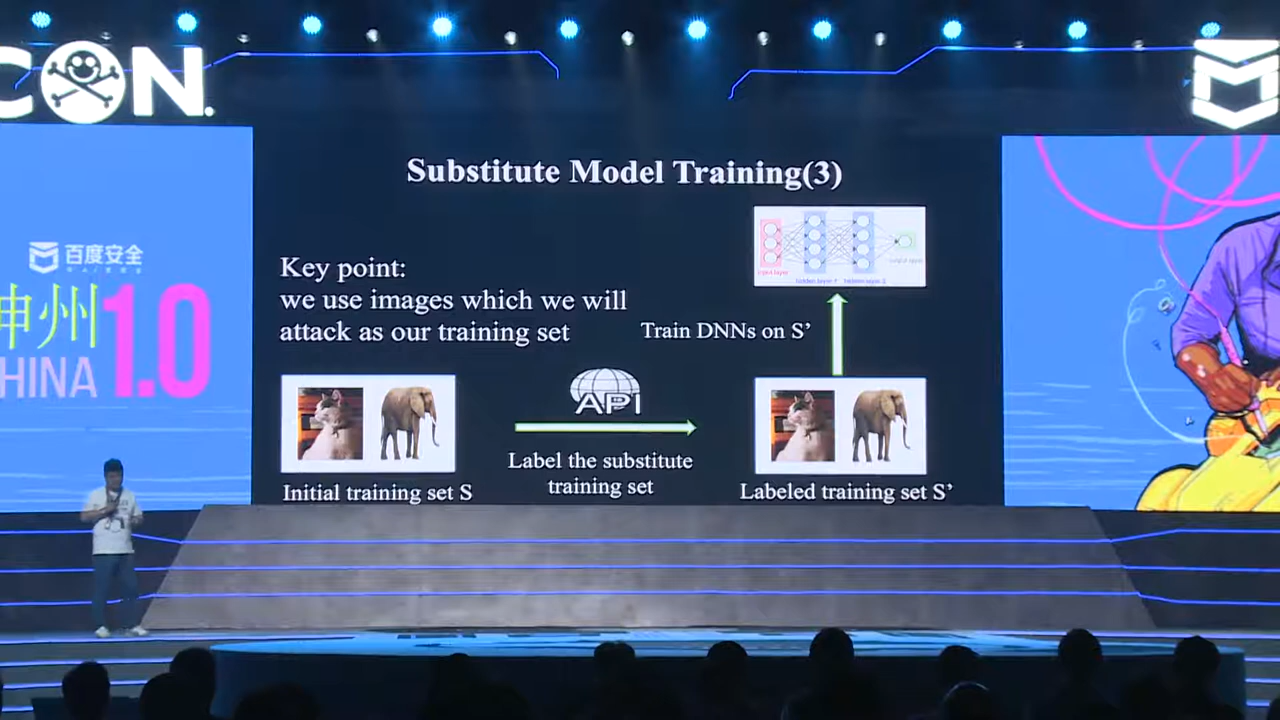 CON.
百度安全
神州
HINA 1.0
Substitute Model Training(3)
Key point:
we use images which we will
attack as our training set
Train DNNs on S’
API
Label the substitute
training set
Initial training set S
Labeled training set S’